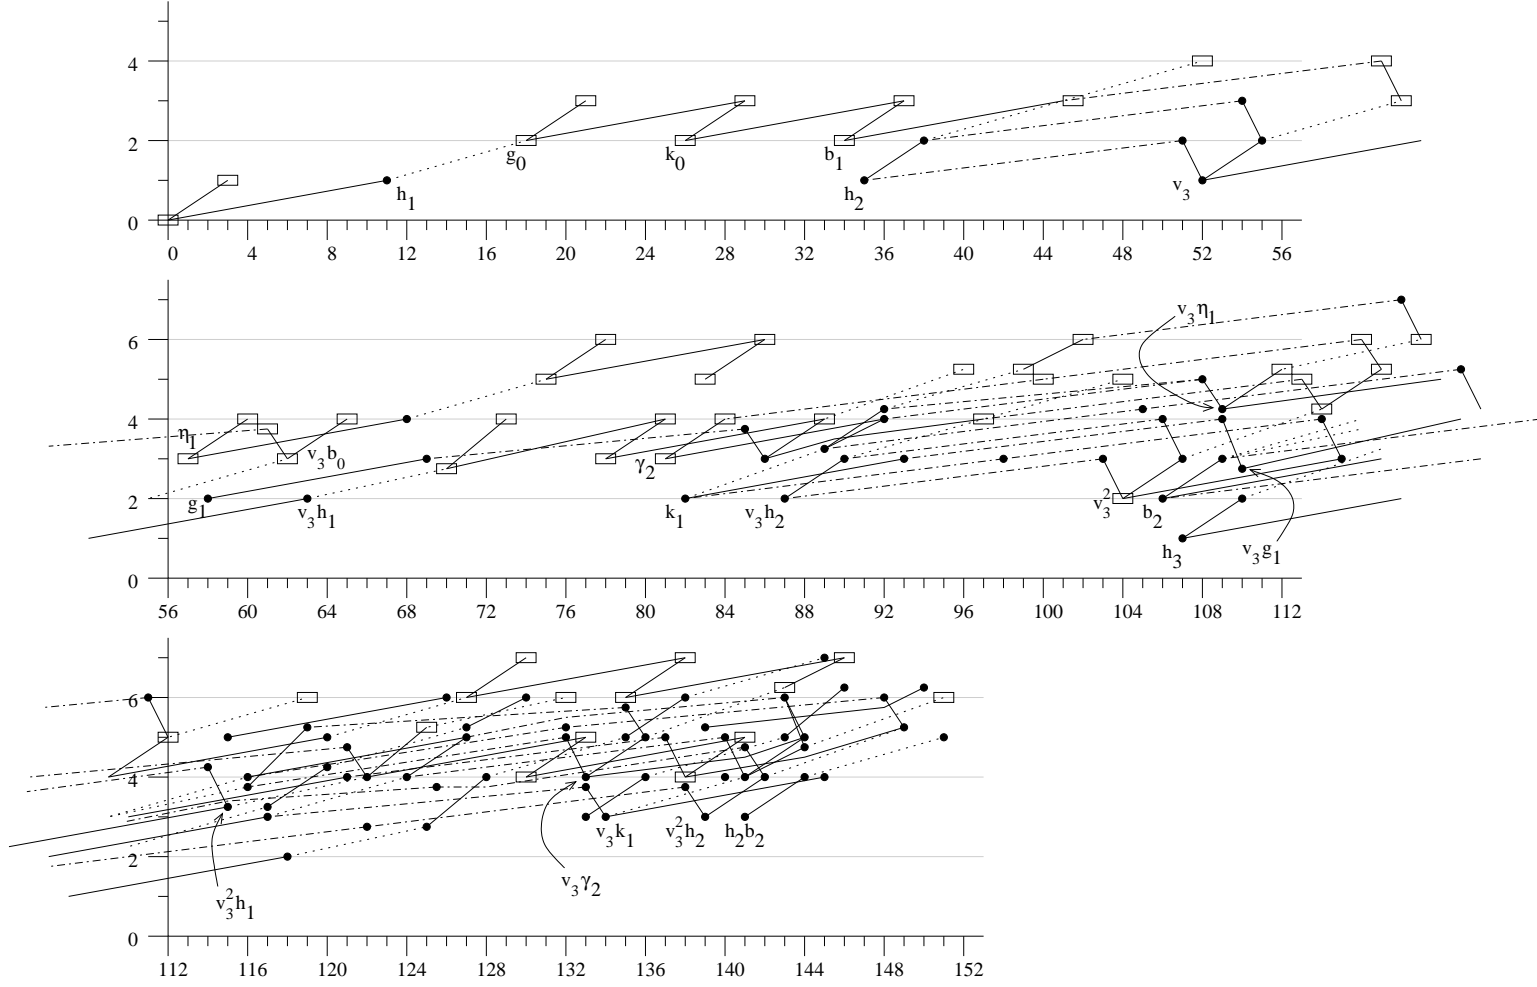 4
2
0
g0 k0 b1 h1 h2 v3
0 4 8 12 16 20 24 28 32 36 40 44 48 52 56
v3η1
6
4
2
0
η1 v3b0 γ2
g1 v3h1 k1 v3h2 v3² b2
h3 v3g1
56 60 64 68 72 76 80 84 88 92 96 100 104 108 112
6
4
2
0
v3k1 v3²h2 h2b2
v3γ2
v3²h1
112 116 120 124 128 132 136 140 144 148 152